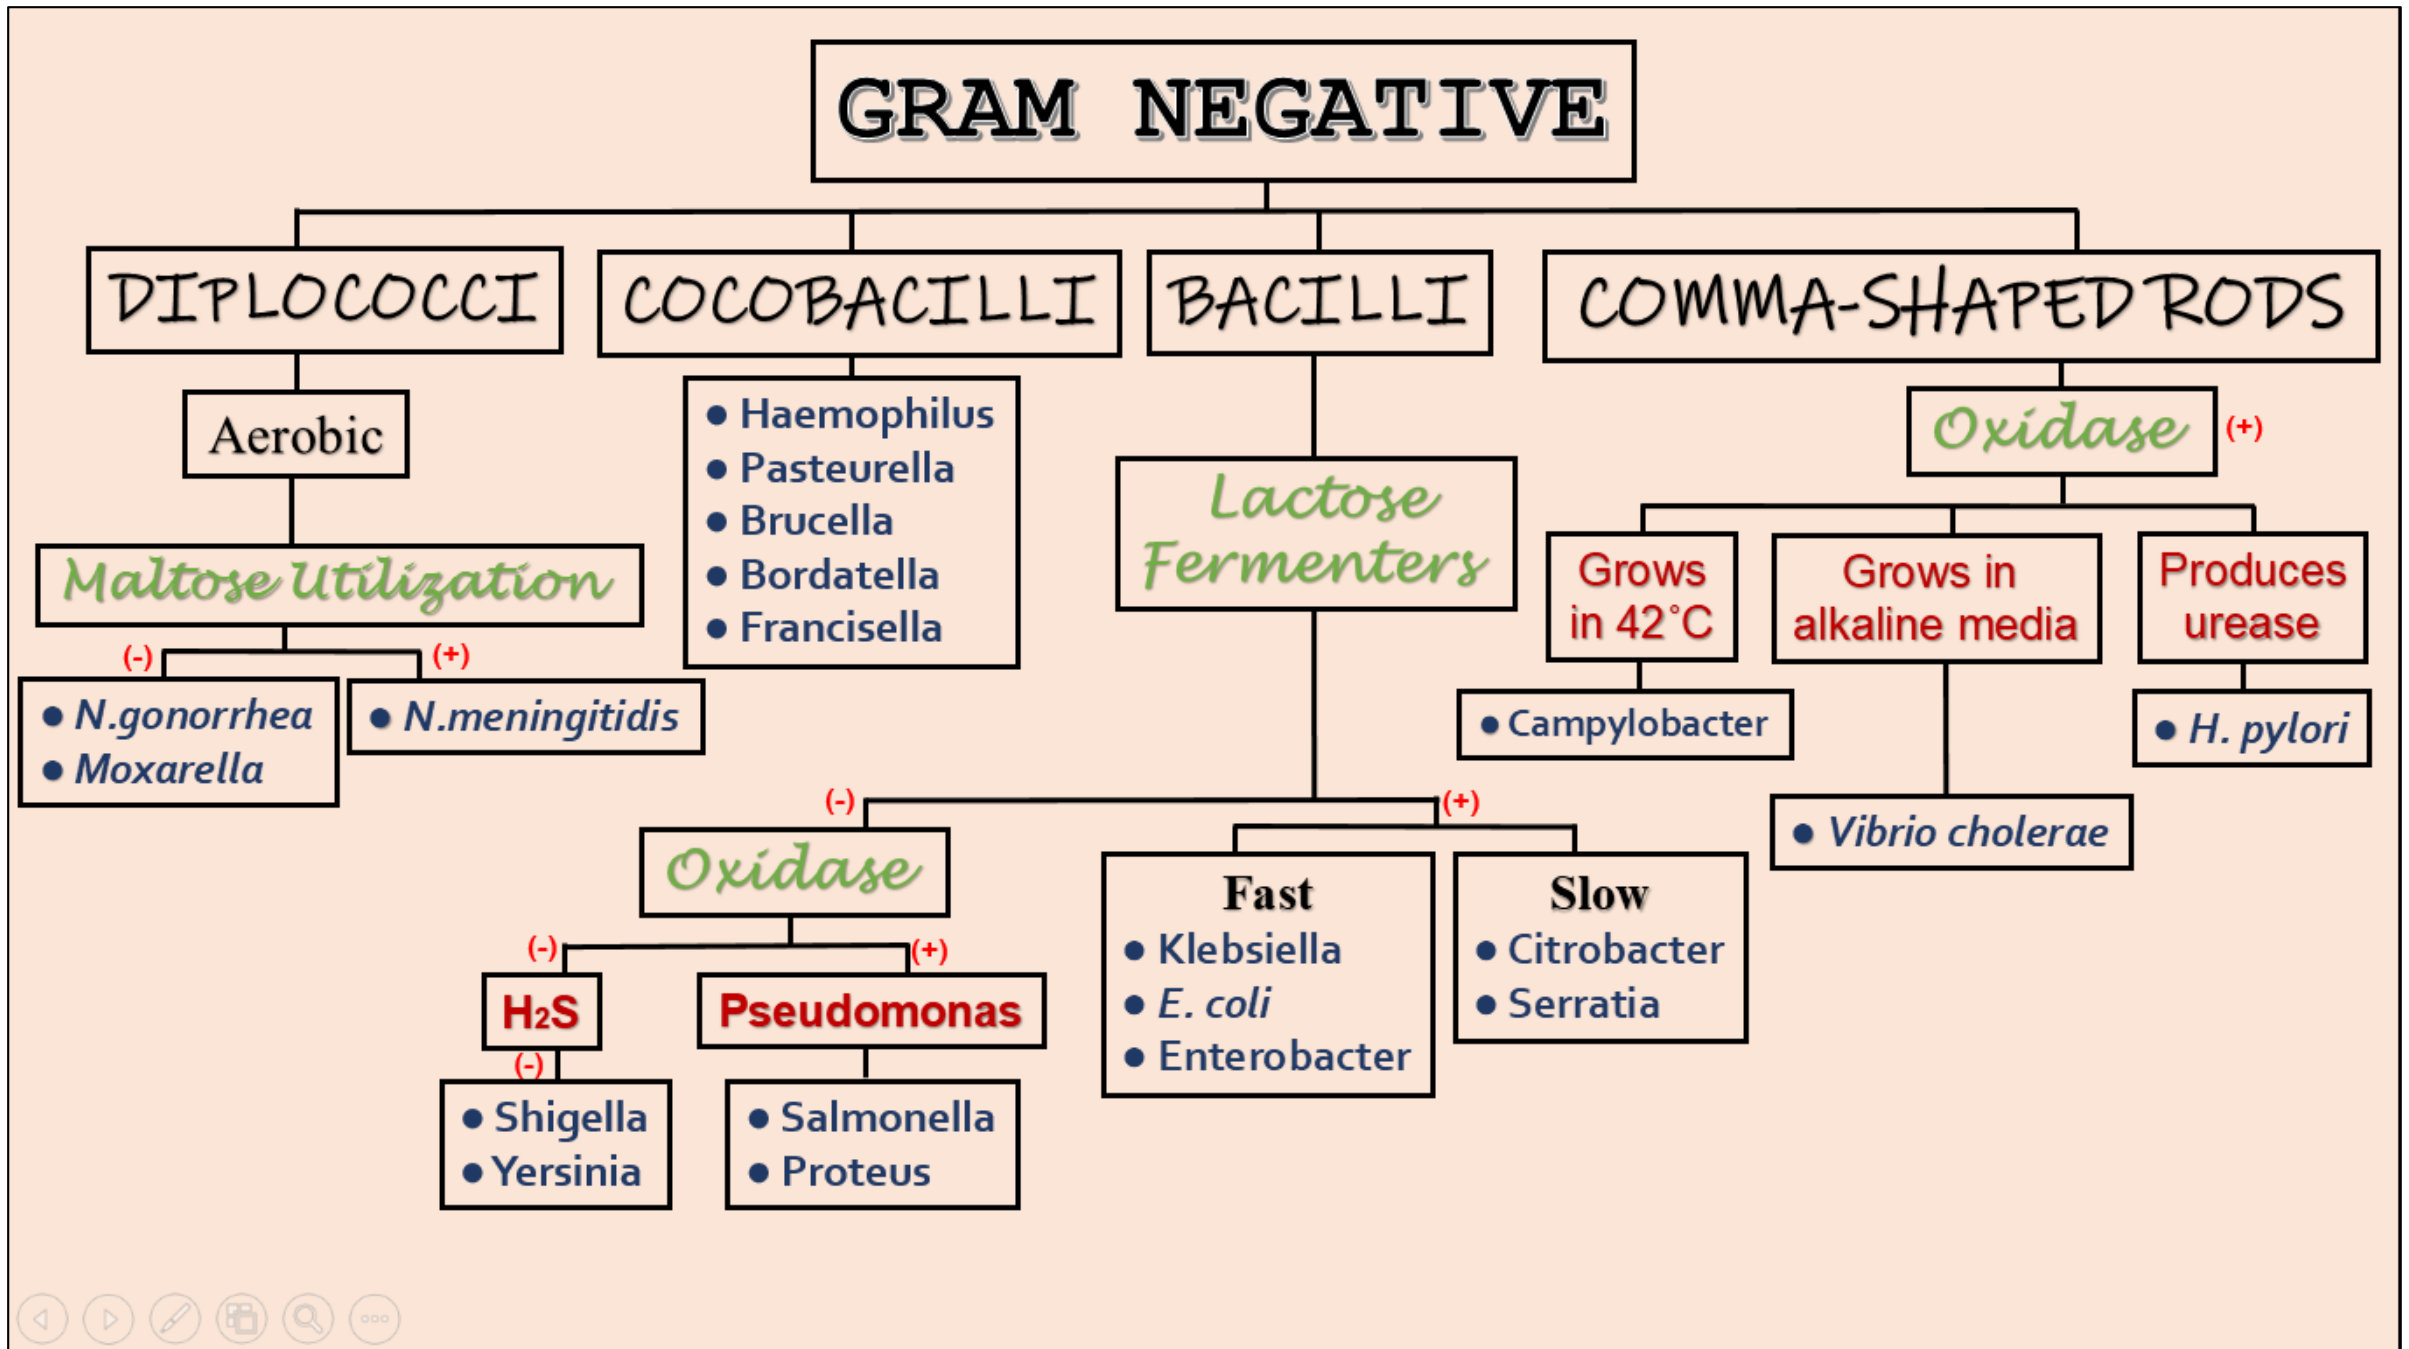 GRAM NEGATIVE
DIPLOCOCCI
COCOBACILLI
BACILLI
COMMA-SHAPED RODS
Aerobic
Maltose Utilization
(-)
(+)
● N.gonorrhea
● Moxarella
● N.meningitidis
● Haemophilus
● Pasteurella
● Brucella
● Bordatella
● Francisella
Lactose
Fermenters
(-)
(+)
Oxidase
(-)
(+)
H₂S
(-)
● Shigella
● Yersinia
Pseudomonas
● Salmonella
● Proteus
Fast
● Klebsiella
● E. coli
● Enterobacter
Slow
● Citrobacter
● Serratia
Oxidase
(+)
Grows
in 42°C
● Campylobacter
Grows in
alkaline media
● Vibrio cholerae
Produces
urease
● H. pylori